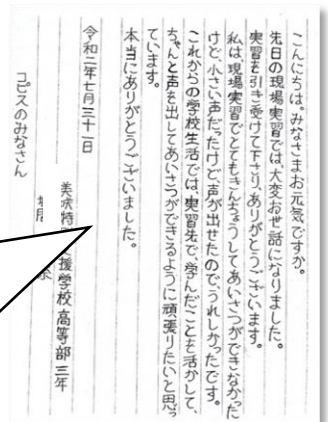 こんにちは。みなさまお元気ですか。
先日の現場実習では、大変お世話になりました。
実習を引き受けて下さり、ありがとうございます。
私は、現場実習でとてもきんちょうしてあいさつができなかった
けど、小さい声だったけど声が出せたので、うれしかったです。
これからの学校生活では、実習先で、学んだことを活かして、
ちゃんと声を出してあいさつができるように頑張りたいと思っ
ています。
本当にありがとうございました。
令和二年七月三十一日
美咲特 援学校高等部三年
コピスのみなさん